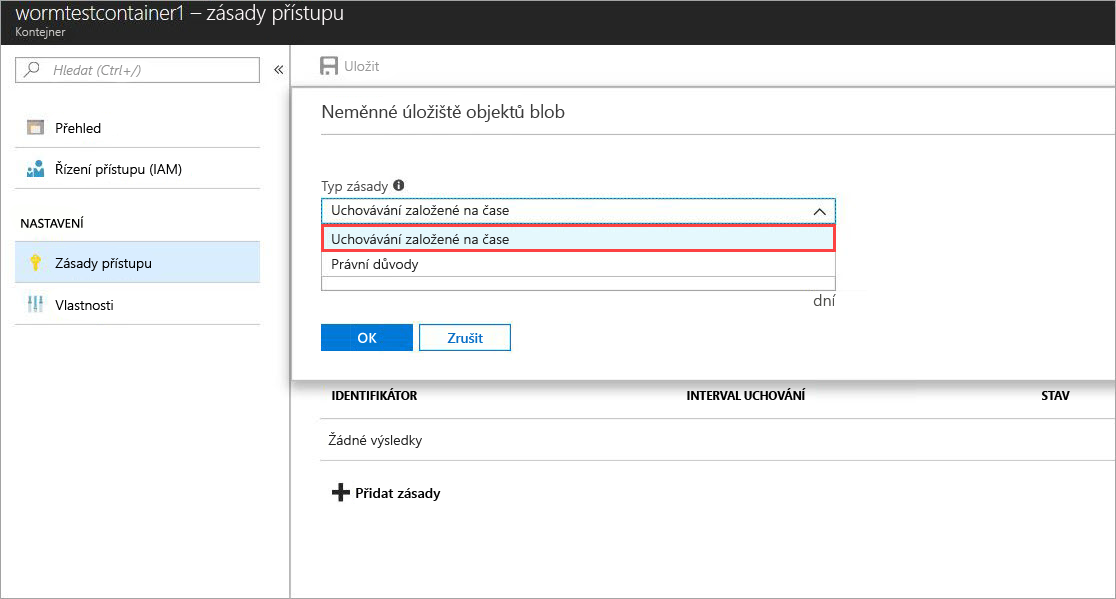 wormtestcontainer1 – zásady přístupu
Kontejner
Hledat (Ctrl+/)
«
Uložit
Přehled
Řízení přístupu (IAM)
NASTAVENÍ
Zásady přístupu
Vlastnosti
Neměnné úložiště objektů blob
Typ zásady
Uchovávání založené na čase
Uchovávání založené na čase
Právní důvody
dní
OK Zrušit
IDENTIFIKÁTOR INTERVAL UCHOVÁNÍ STAV
Žádné výsledky
Přidat zásady